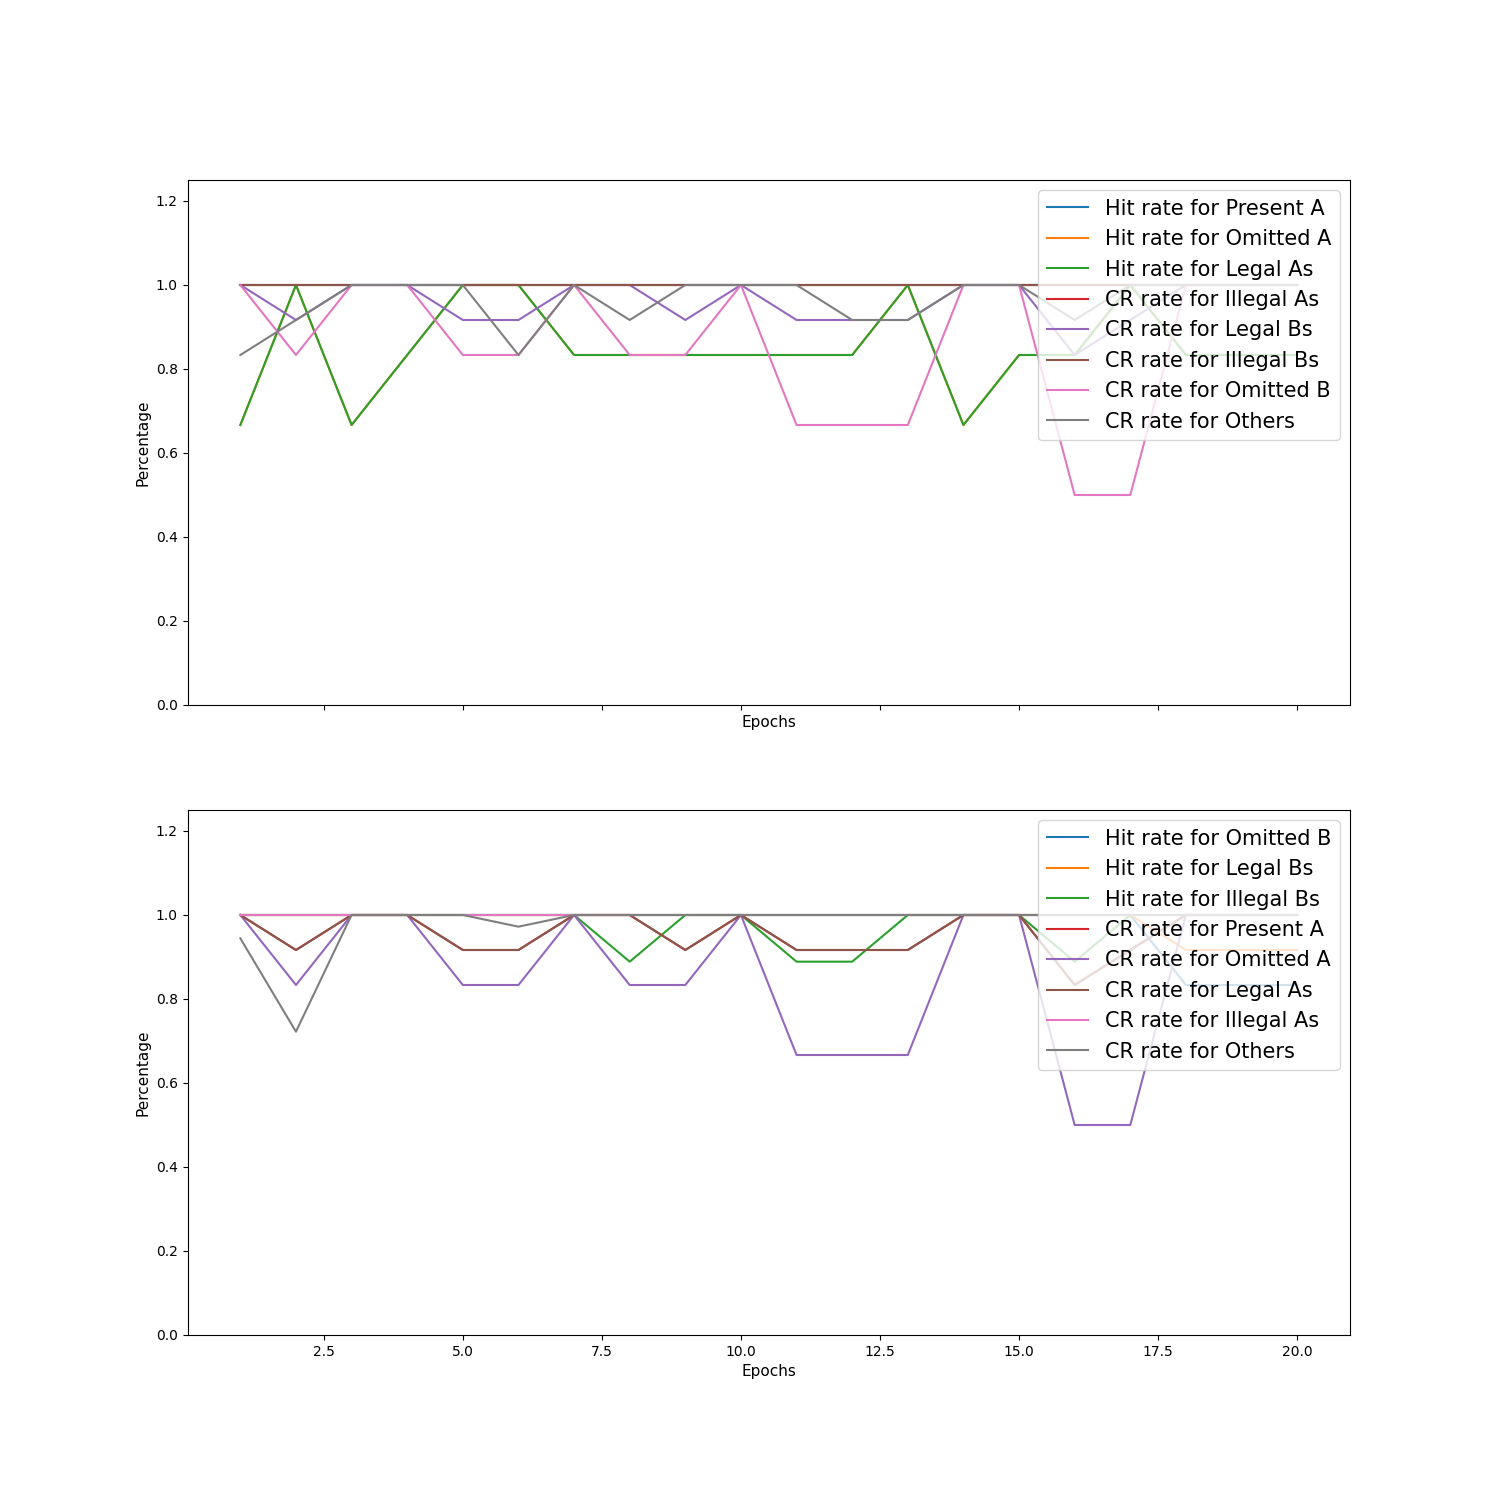 1.2
1.0
0.8
0.6
0.4
0.2
0.0
Percentage
Epochs
Hit rate for Present A
Hit rate for Omitted A
Hit rate for Legal As
CR rate for Illegal As
CR rate for Legal Bs
CR rate for Illegal Bs
CR rate for Omitted B
CR rate for Others
1.2
1.0
0.8
0.6
0.4
0.2
0.0
Percentage
2.5 5.0 7.5 10.0 12.5 15.0 17.5 20.0
Epochs
Hit rate for Omitted B
Hit rate for Legal Bs
Hit rate for Illegal Bs
CR rate for Present A
CR rate for Omitted A
CR rate for Legal As
CR rate for Illegal As
CR rate for Others